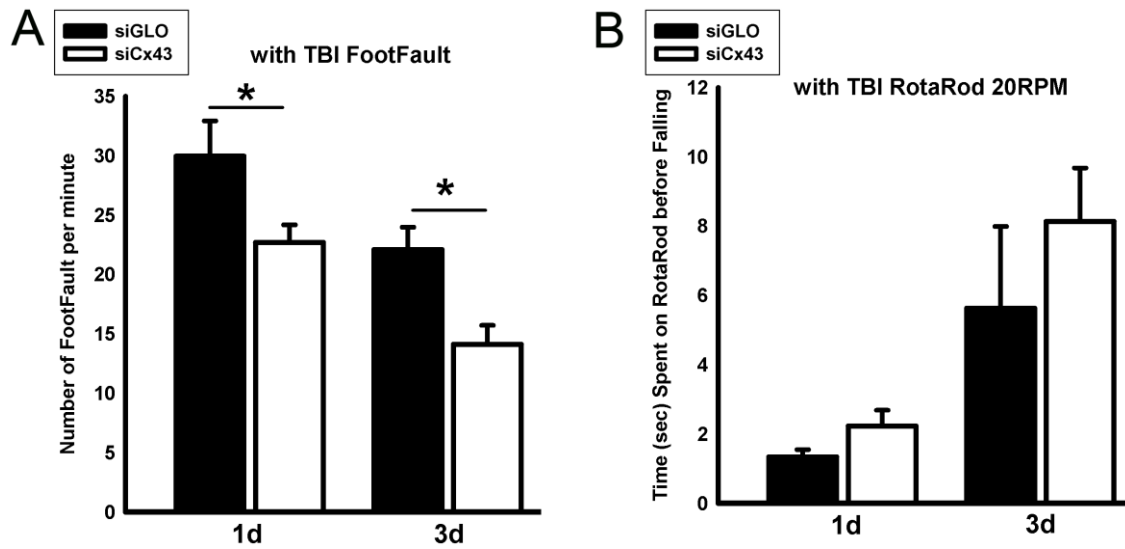 A
siGLO
siCx43
with TBI FootFault
Number of FootFault per minute
35
30
25
20
15
10
5
0
*
*
1d
3d
B
siGLO
siCx43
with TBI RotaRod 20RPM
Time (sec) Spent on RotaRod before Falling
12
10
8
6
4
2
0
1d
3d